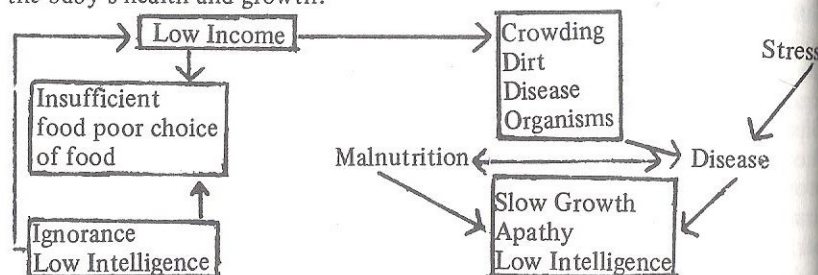 the baby's health and growth.
Low Income
Crowding
Dirt
Disease
Organisms
Stress
Insufficient
food poor choice
of food
Malnutrition
Disease
Slow Growth
Apathy
Low Intelligence
Ignorance
Low Intelligence